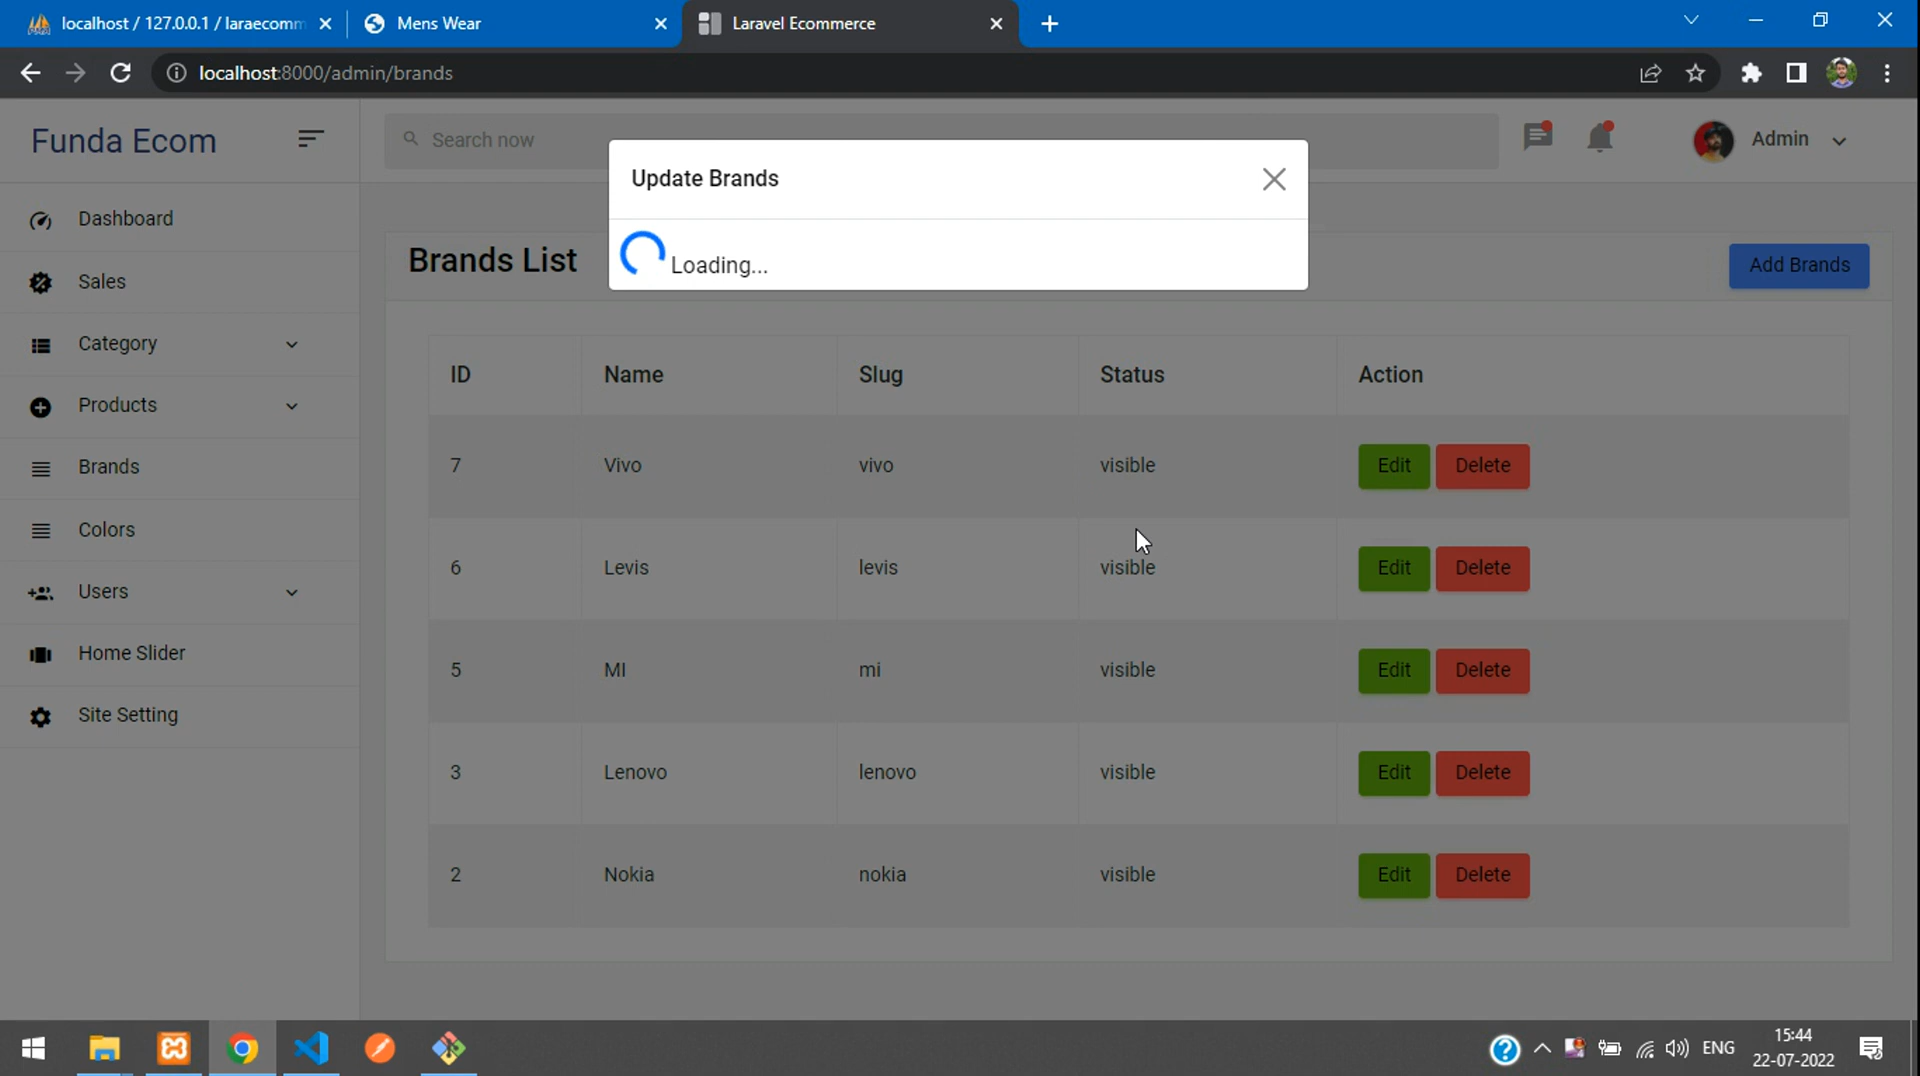 localhost / 127.0.0.1 / laraecomm
Mens Wear
Laravel Ecommerce
localhost:8000/admin/brands
Funda Ecom
Search now
Admin
Update Brands
Loading...
Dashboard
Sales
Category
Products
Brands
Colors
Users
Home Slider
Site Setting
Brands List
Add Brands
ID Name Slug Status Action
7 Vivo vivo visible Edit Delete
6 Levis levis visible Edit Delete
5 MI mi visible Edit Delete
3 Lenovo lenovo visible Edit Delete
2 Nokia nokia visible Edit Delete
ENG
15:44
22-07-2022